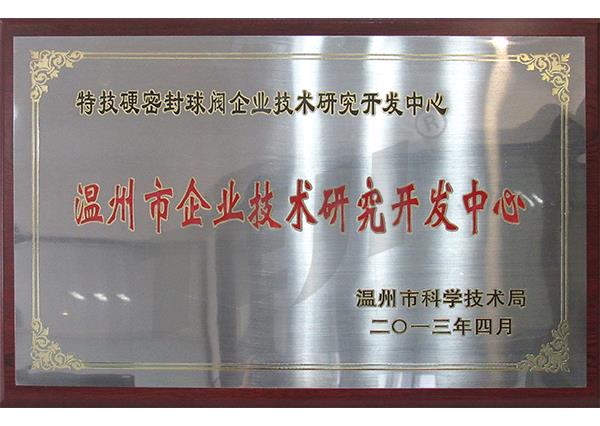 特技硬密封球阀企业技术研究开发中心
®
温州市企业技术研究开发中心
温州市科学技术局
二〇一三年四月